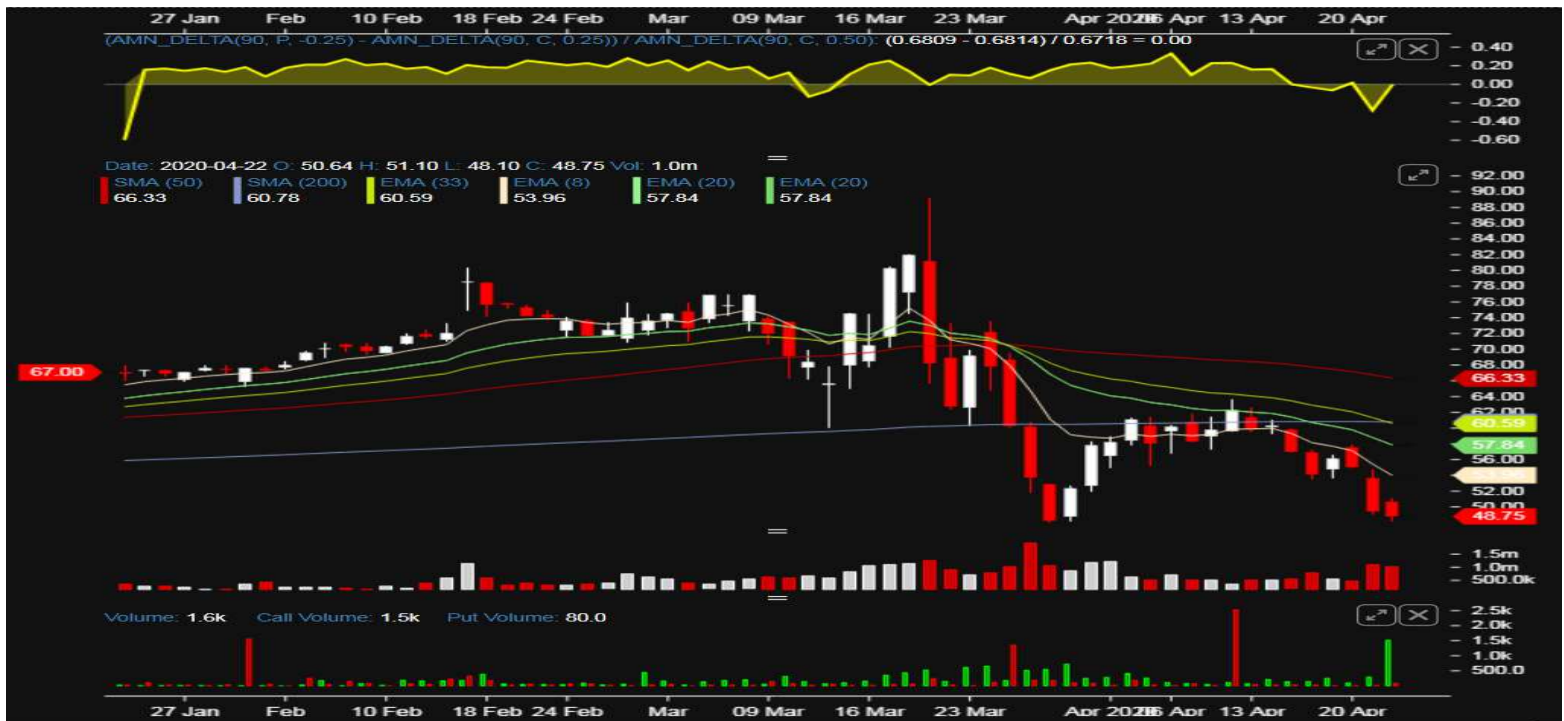 27 Jan Feb 10 Feb 18 Feb 24 Feb Mar 09 Mar 16 Mar 23 Mar Apr 2020 06 Apr 13 Apr 20 Apr
(AMN_DELTA(90, P, -0.25) - AMN_DELTA(90, C, 0.25)) / AMN_DELTA(90, C, 0.50): (0.6809 - 0.6814) / 0.6718 = 0.00
0.40
0.20
0.00
-0.20
-0.40
-0.60
Date: 2020-04-22 O: 50.64 H: 51.10 L: 48.10 C: 48.75 Vol: 1.0m
SMA (50) SMA (200) EMA (33) EMA (8) EMA (20) EMA (20)
66.33 60.78 60.59 53.96 57.84 57.84
92.00
90.00
88.00
86.00
84.00
82.00
80.00
78.00
76.00
74.00
72.00
70.00
68.00
67.00
66.33
64.00
62.00
60.59
57.84
56.00
53.96
52.00
50.00
48.75
1.5m
1.0m
500.0k
Volume: 1.6k Call Volume: 1.5k Put Volume: 80.0
2.5k
2.0k
1.5k
1.0k
500.0
27 Jan Feb 10 Feb 18 Feb 24 Feb Mar 09 Mar 16 Mar 23 Mar Apr 2020 06 Apr 13 Apr 20 Apr